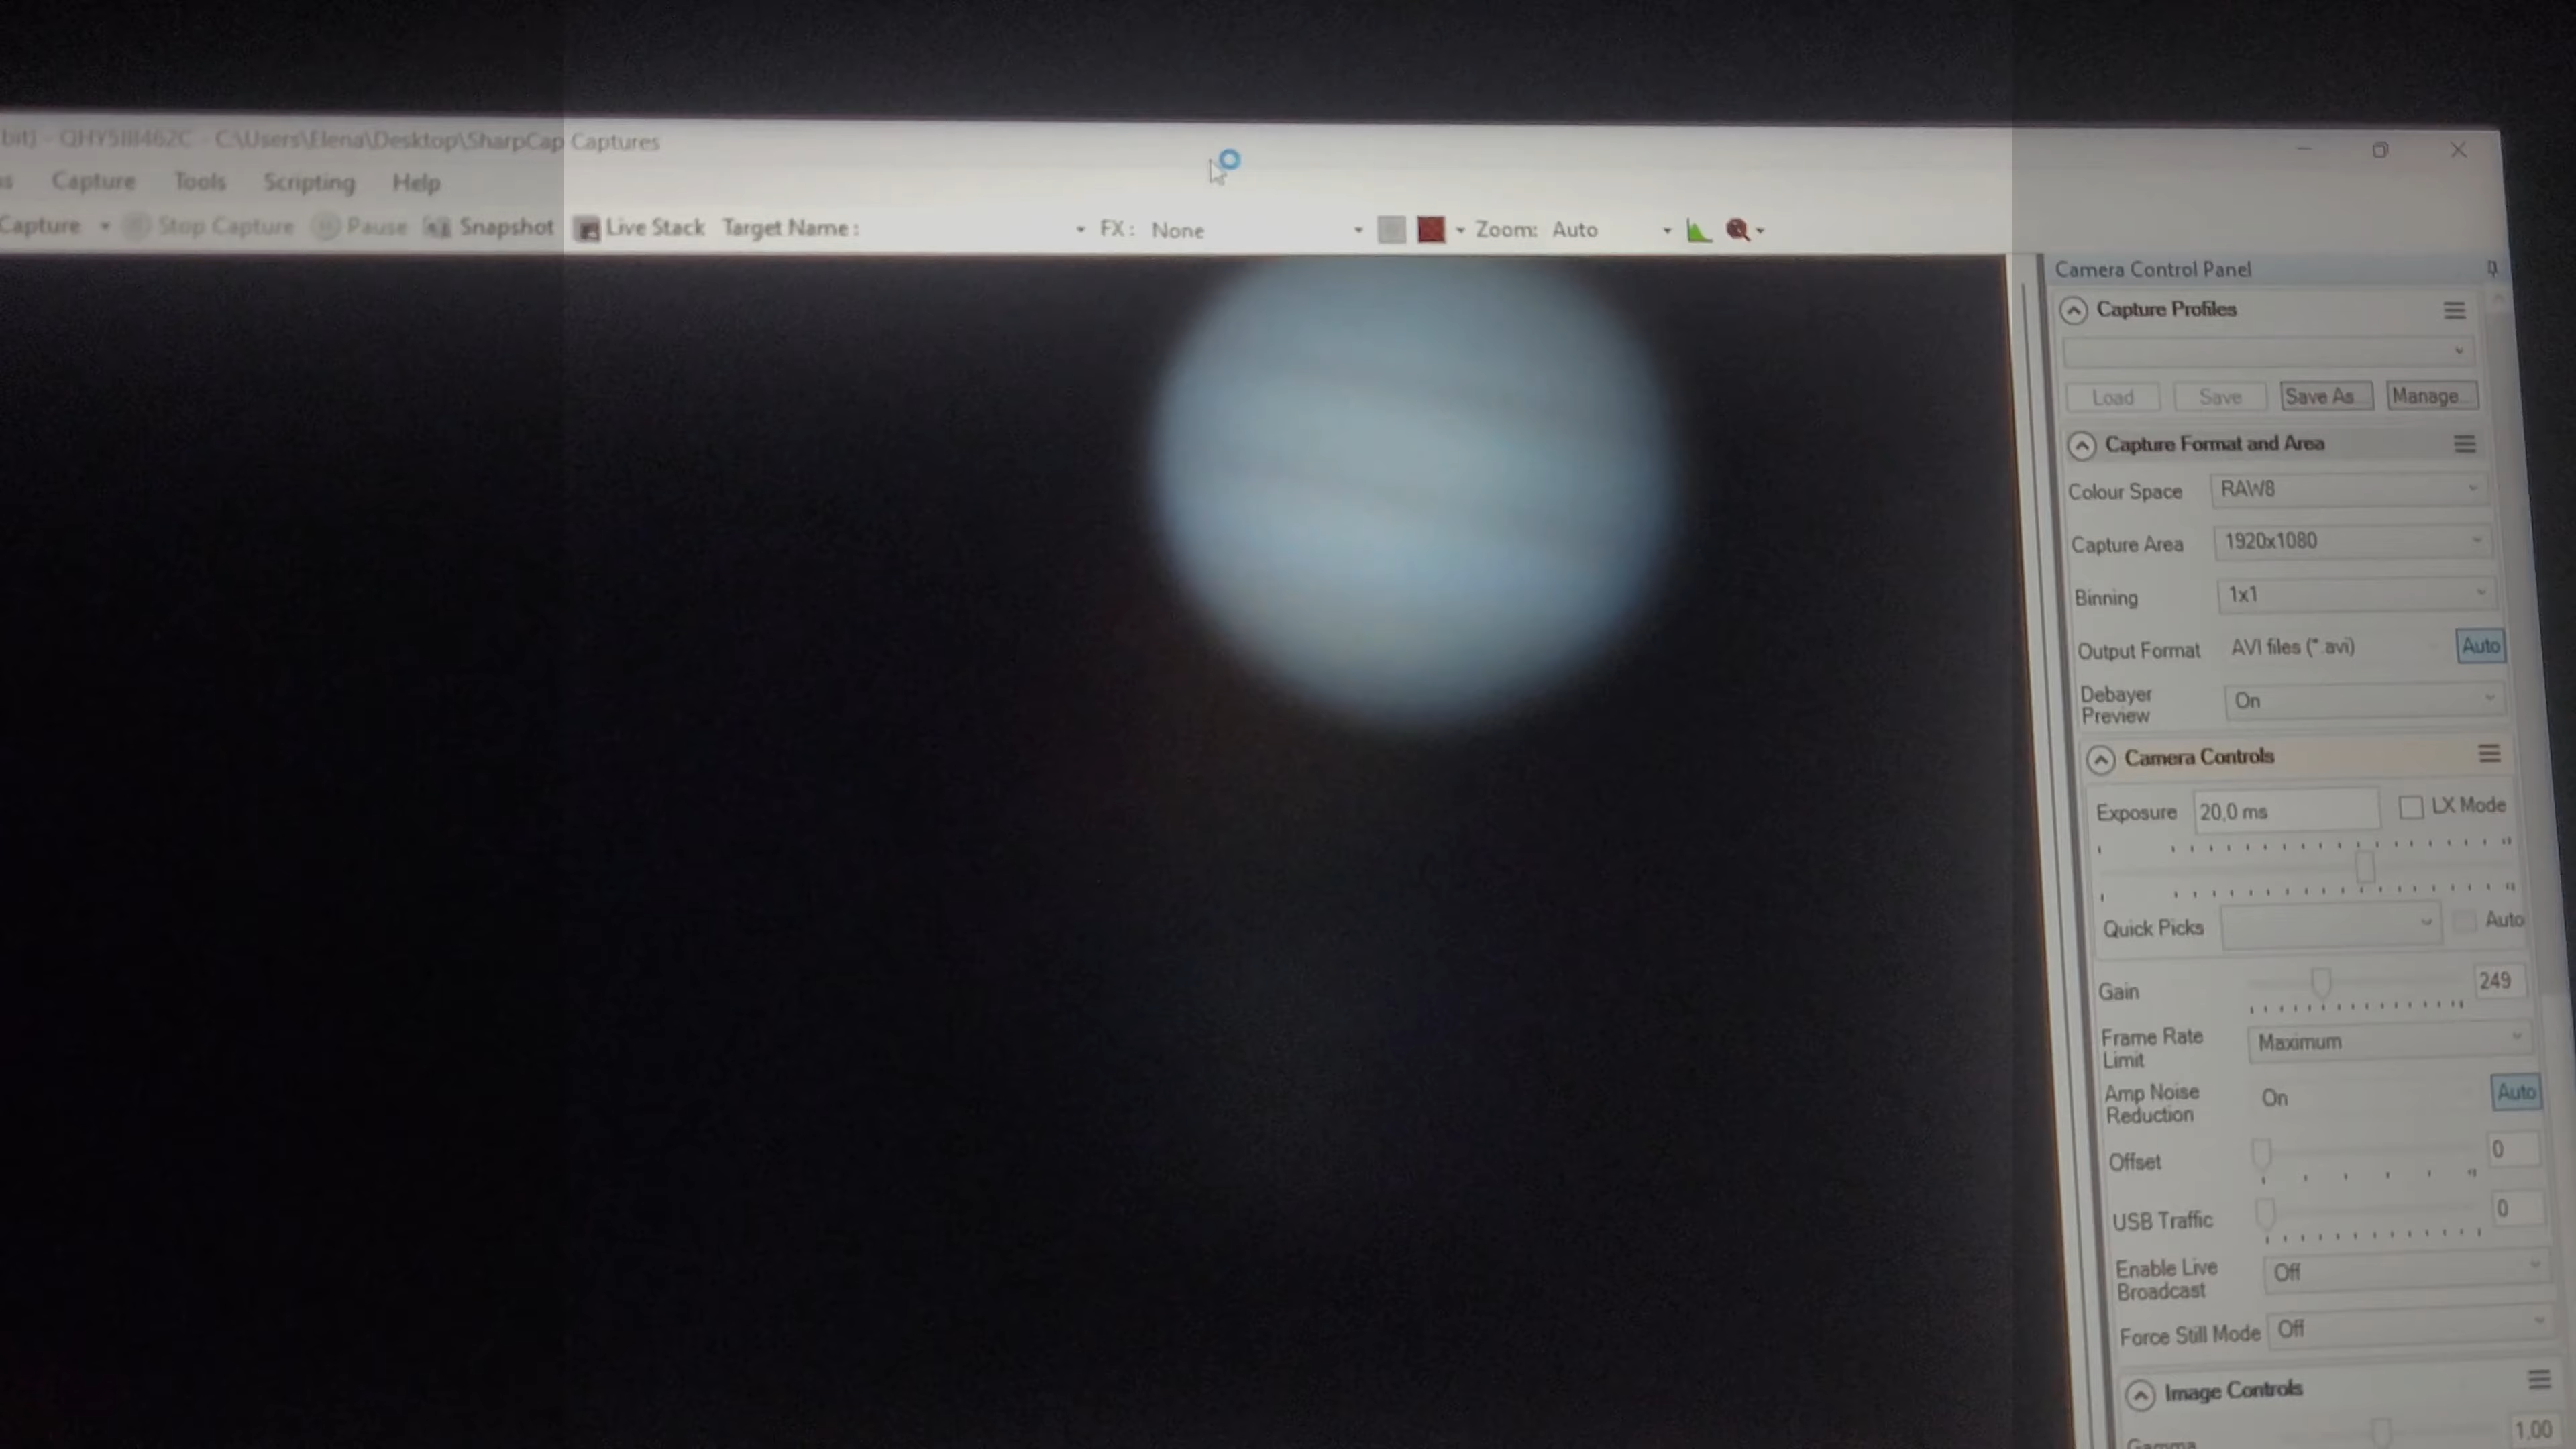 bit) - QHY5III462C - C:\Users\Elena\Desktop\SharpCap Captures
Capture Tools Scripting Help
Capture Stop Capture Pause Snapshot Live Stack Target Name : FX : None Zoom: Auto
Camera Control Panel
Capture Profiles
Load Save Save As Manage...
Capture Format and Area
Colour Space RAW8
Capture Area 1920x1080
Binning 1x1
Output Format AVI files (*.avi) Auto
Debayer
Preview On
Camera Controls
Exposure 20,0 ms LX Mode
Quick Picks Auto
Gain 249
Frame Rate
Limit Maximum
Amp Noise
Reduction On Auto
Offset 0
USB Traffic 0
Enable Live
Broadcast Off
Force Still Mode Off
Image Controls
Gamma 1,00